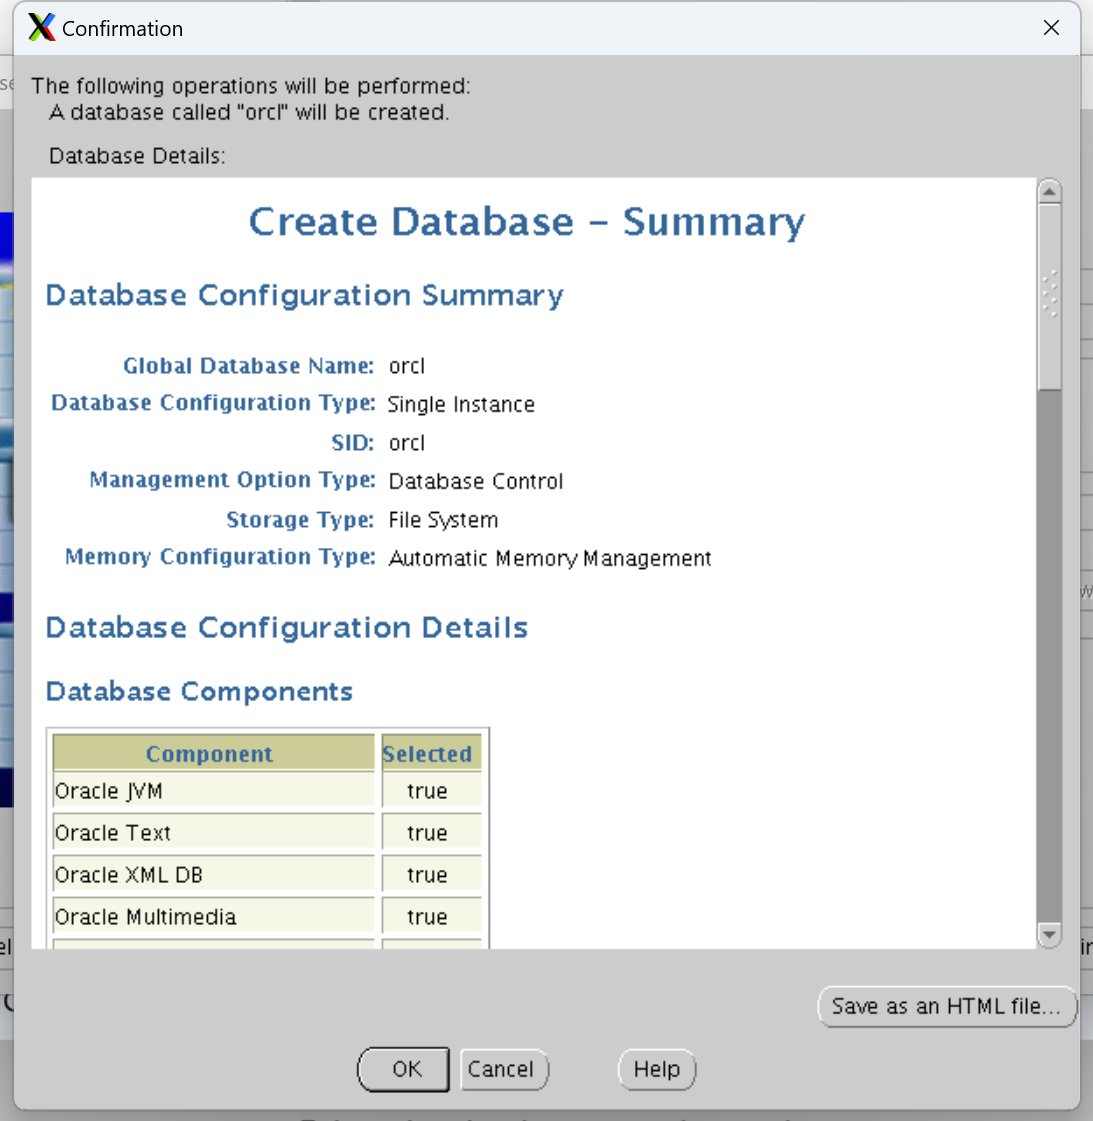 Confirmation
The following operations will be performed:
A database called "orcl" will be created.
Database Details:
Create Database – Summary
Database Configuration Summary
Global Database Name: orcl
Database Configuration Type: Single Instance
SID: orcl
Management Option Type: Database Control
Storage Type: File System
Memory Configuration Type: Automatic Memory Management
Database Configuration Details
Database Components
Component Selected
Oracle JVM true
Oracle Text true
Oracle XML DB true
Oracle Multimedia true
Save as an HTML file...
OK Cancel Help